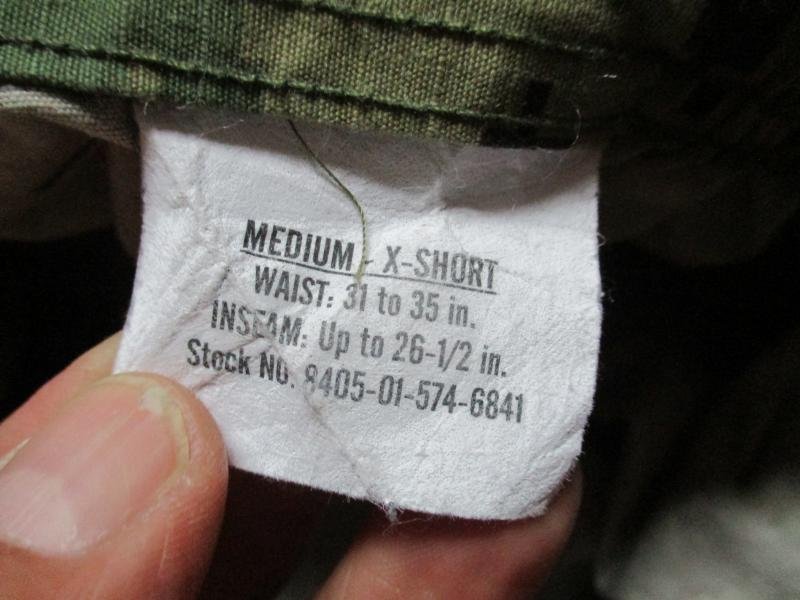 MEDIUM - X-SHORT
WAIST: 31 to 35 in.
INSEAM: Up to 26-1/2 in.
Stock No. 8405-01-574-6841